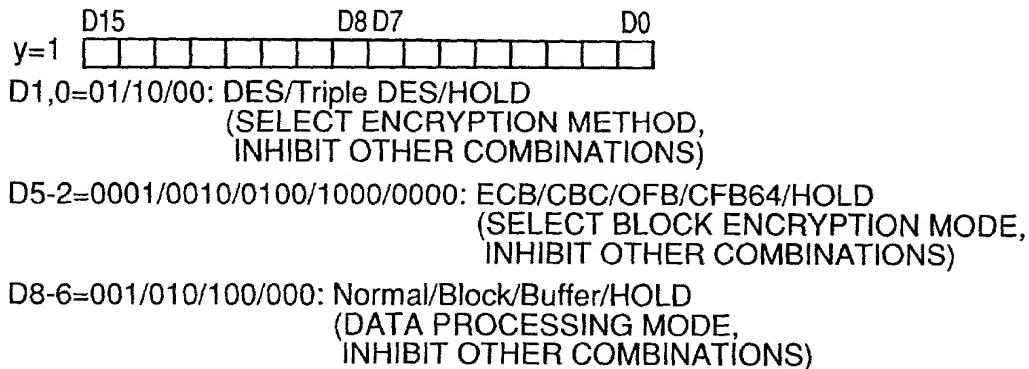 D15 D8 D7 D0
y=1
D1,0=01/10/00: DES/Triple DES/HOLD
(SELECT ENCRYPTION METHOD,
INHIBIT OTHER COMBINATIONS)
D5-2=0001/0010/0100/1000/0000: ECB/CBC/OFB/CFB64/HOLD
(SELECT BLOCK ENCRYPTION MODE,
INHIBIT OTHER COMBINATIONS)
D8-6=001/010/100/000: Normal/Block/Buffer/HOLD
(DATA PROCESSING MODE,
INHIBIT OTHER COMBINATIONS)